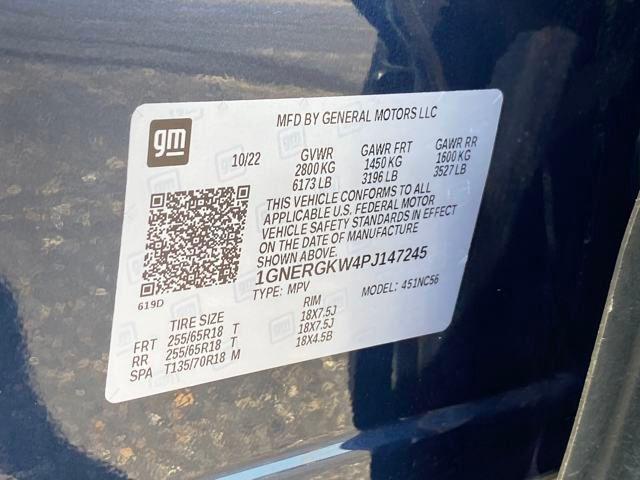 MFD BY GENERAL MOTORS LLC
gm
10/22 GVWR GAWR FRT GAWR RR
2800 KG 1450 KG 1600 KG
6173 LB 3196 LB 3527 LB
THIS VEHICLE CONFORMS TO ALL
APPLICABLE U.S. FEDERAL MOTOR
VEHICLE SAFETY STANDARDS IN EFFECT
ON THE DATE OF MANUFACTURE
SHOWN ABOVE.
1GNERGKW4PJ147245
619D
TYPE: MPV MODEL: 451NC56
TIRE SIZE RIM
FRT 255/65R18 T 18X7.5J
RR 255/65R18 T 18X7.5J
SPA T135/70R18 M 18X4.5B